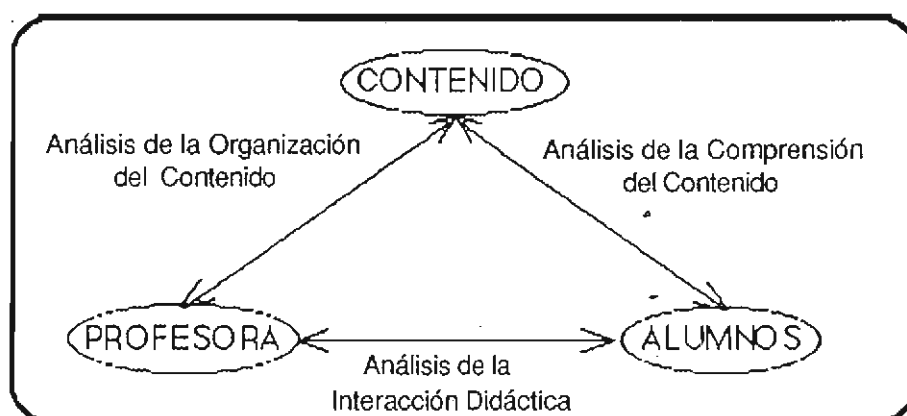 CONTENIDO
Análisis de la Organización
del Contenido
Análisis de la Comprensión
del Contenido
PROFESORA
ALUMNOS
Análisis de la
Interacción Didáctica